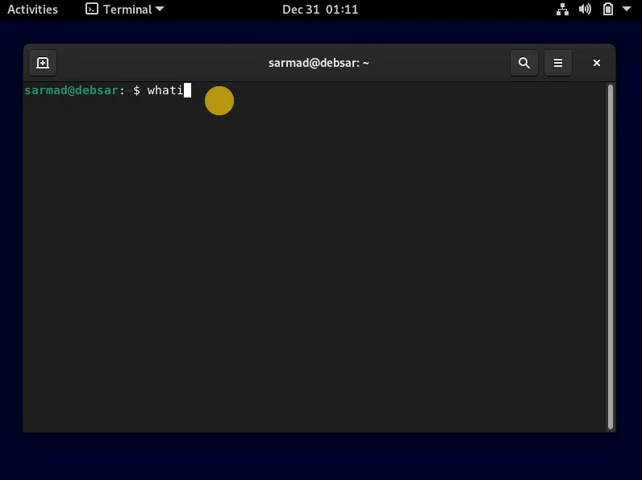 Activities Terminal Dec 31 01:11
sarmad@debsar: ~
sarmad@debsar:~$ whati